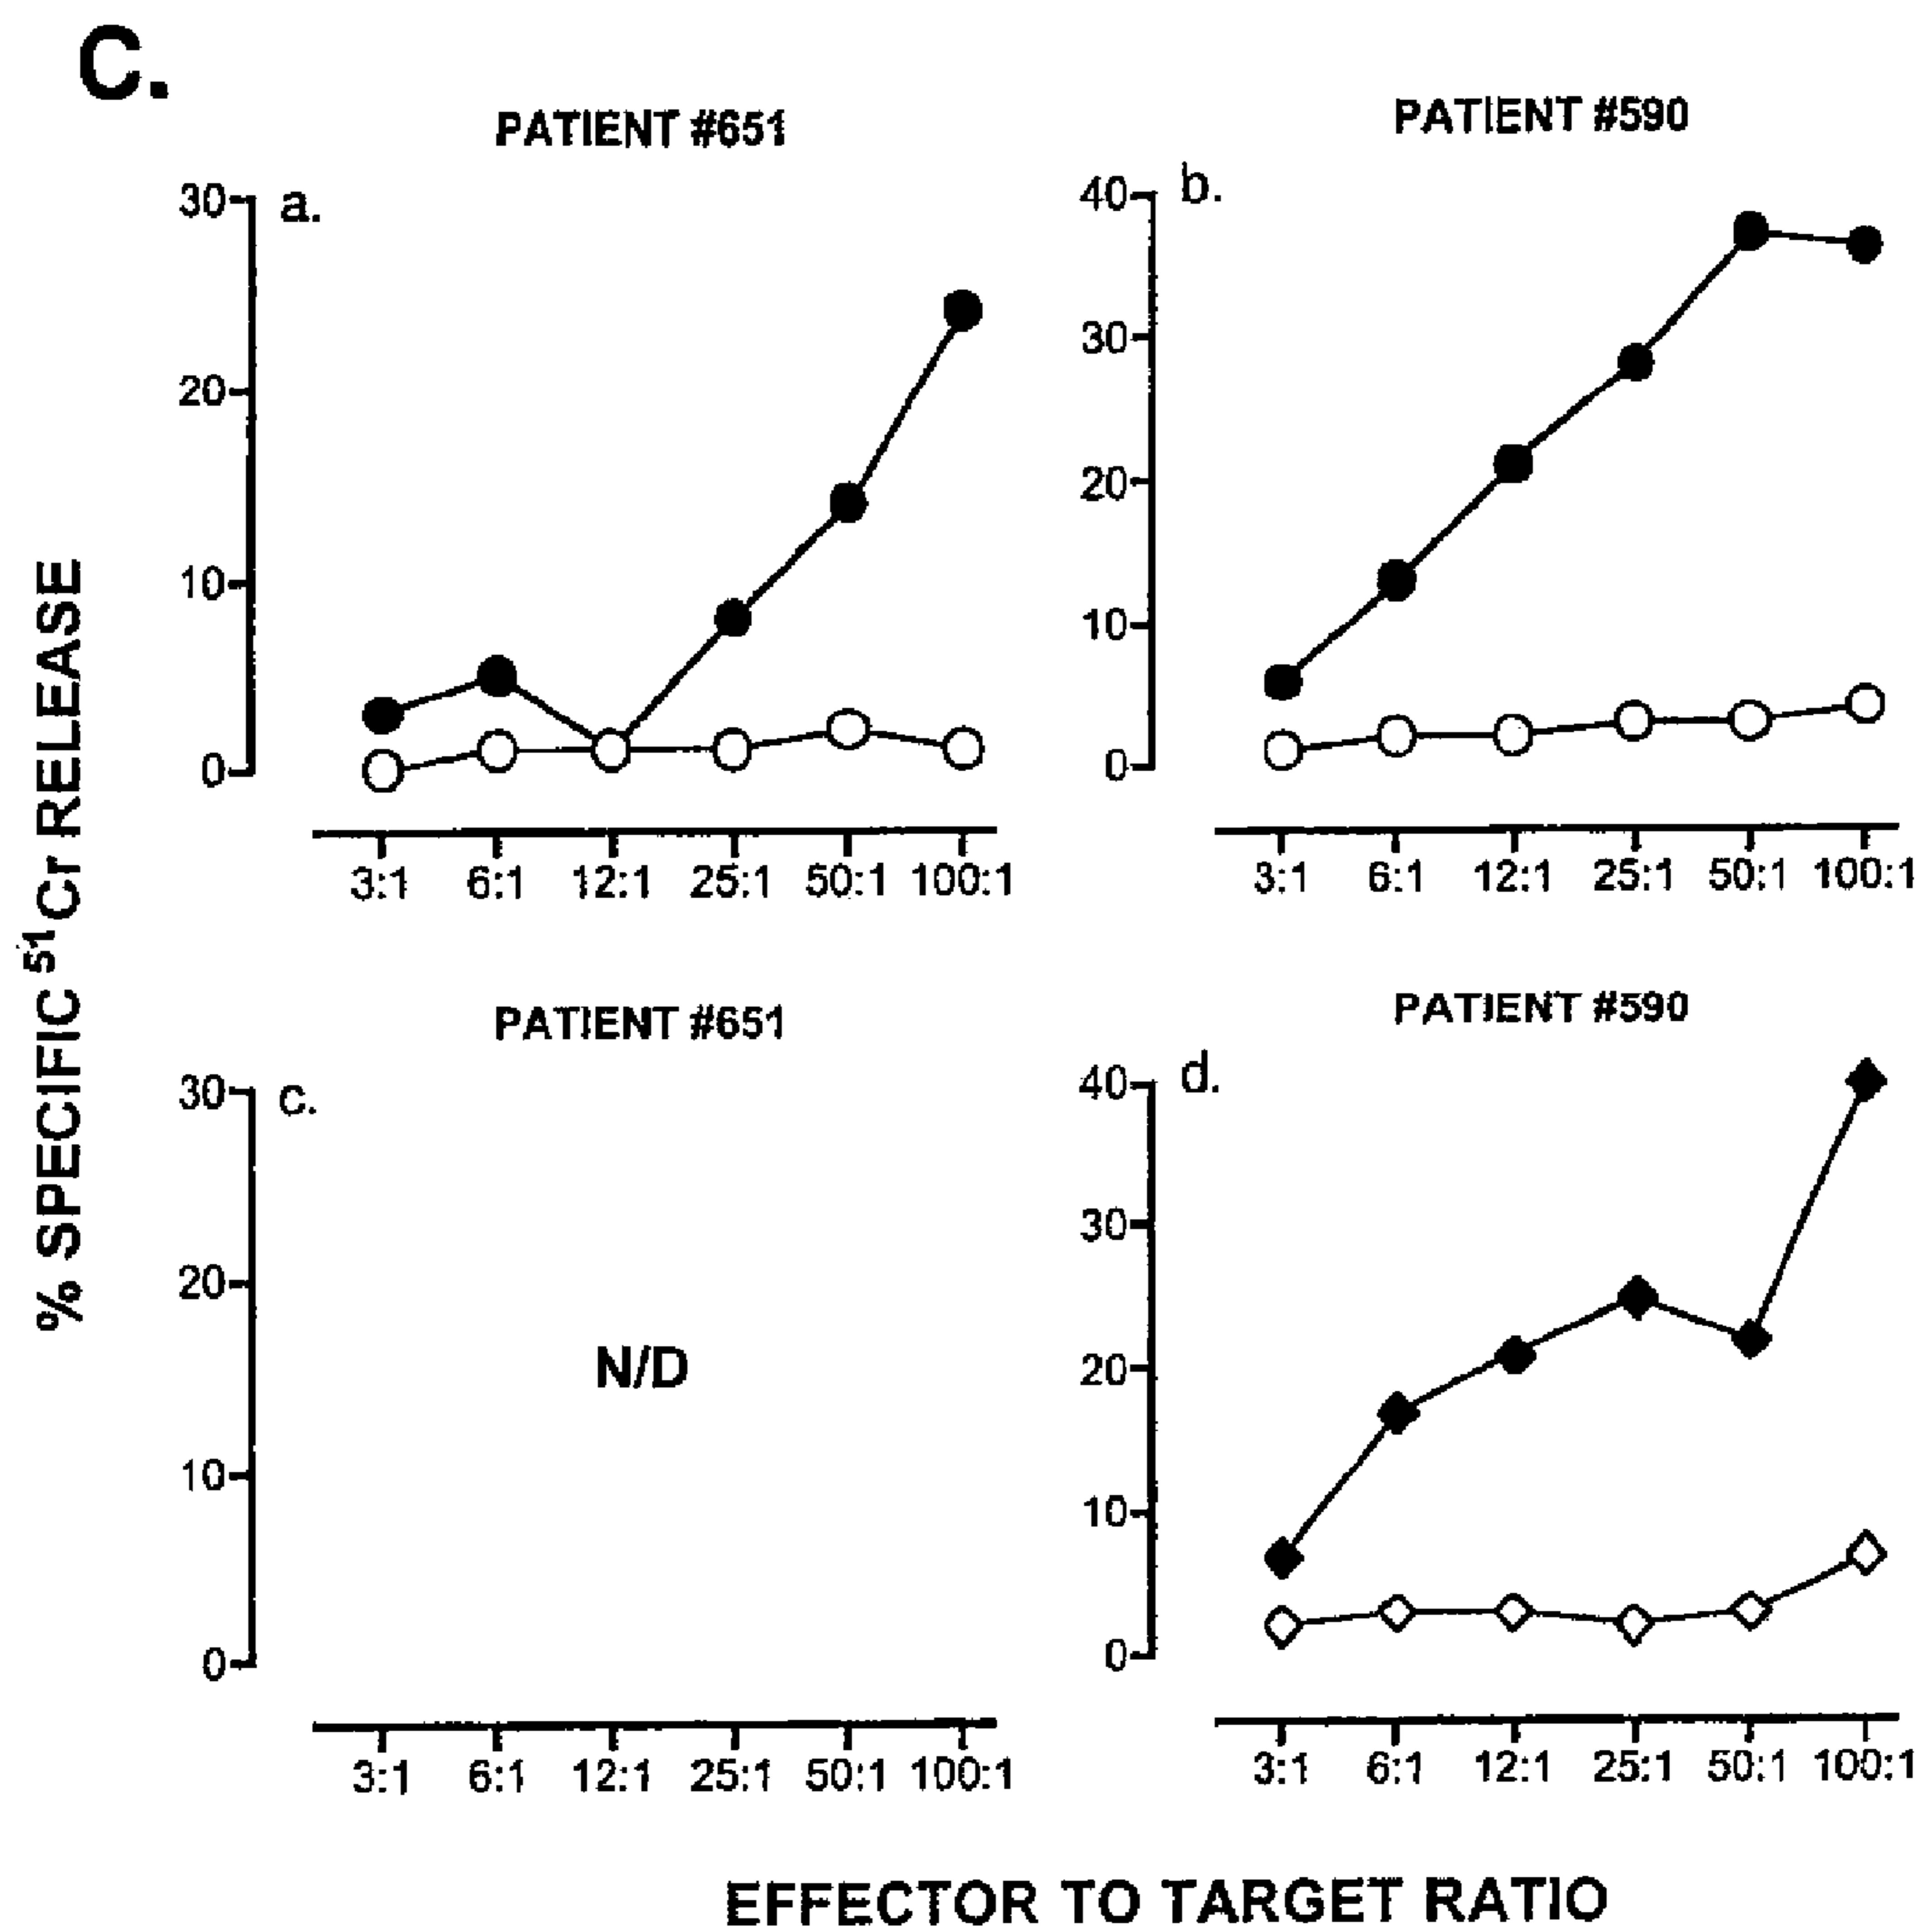 C.
PATIENT #651
a.
30
20
10
0
3:1 6:1 12:1 25:1 50:1 100:1
PATIENT #590
b.
40
30
20
10
0
3:1 6:1 12:1 25:1 50:1 100:1
PATIENT #651
c.
30
20
10
0
N/D
3:1 6:1 12:1 25:1 50:1 100:1
PATIENT #590
d.
40
30
20
10
0
3:1 6:1 12:1 25:1 50:1 100:1
% SPECIFIC ⁵¹Cr RELEASE
EFFECTOR TO TARGET RATIO